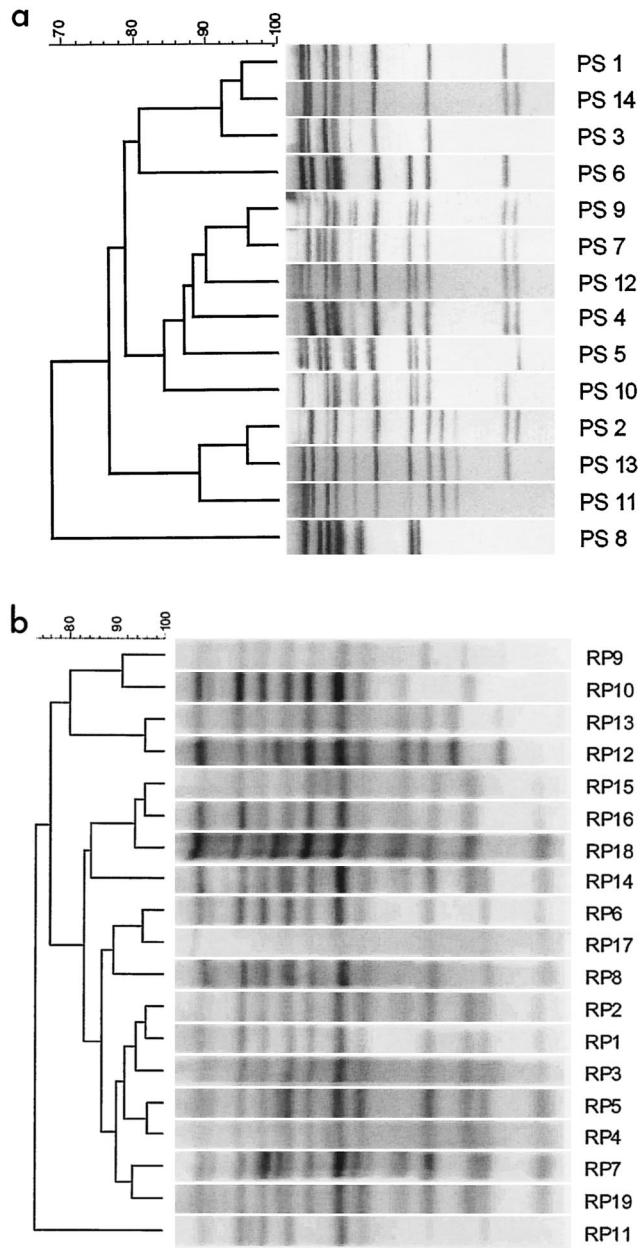 a
-70 -80 -90 -100
PS 1
PS 14
PS 3
PS 6
PS 9
PS 7
PS 12
PS 4
PS 5
PS 10
PS 2
PS 13
PS 11
PS 8
b
-80 -90 100
RP9
RP10
RP13
RP12
RP15
RP16
RP18
RP14
RP6
RP17
RP8
RP2
RP1
RP3
RP5
RP4
RP7
RP19
RP11